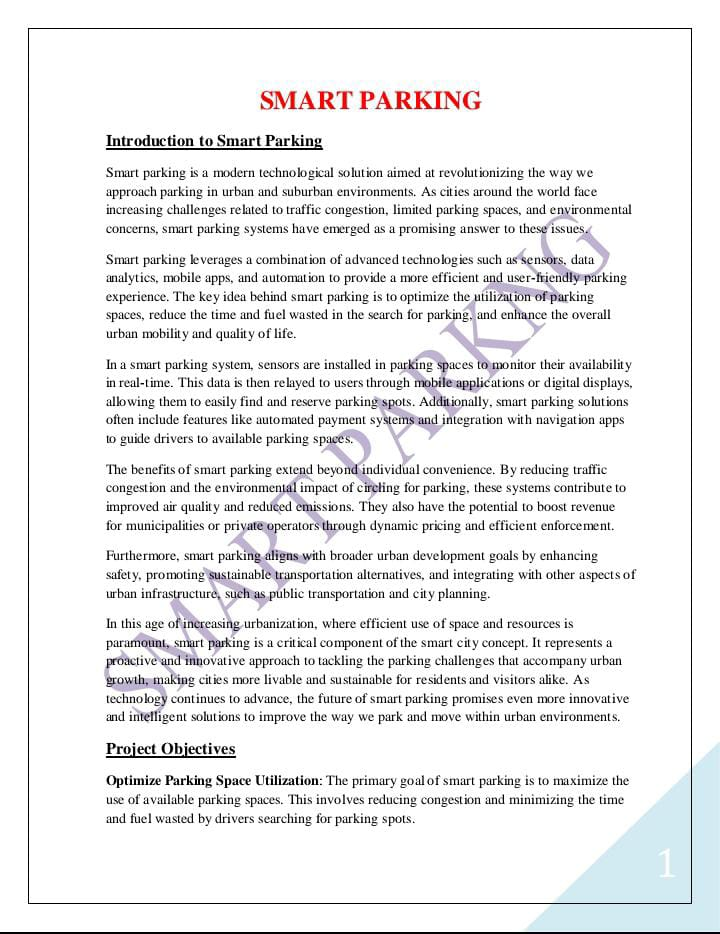 SMART PARKING
Introduction to Smart Parking
Smart parking is a modern technological solution aimed at revolutionizing the way we
approach parking in urban and suburban environments. As cities around the world face
increasing challenges related to traffic congestion, limited parking spaces, and environmental
concerns, smart parking systems have emerged as a promising answer to these issues.
Smart parking leverages a combination of advanced technologies such as sensors, data
analytics, mobile apps, and automation to provide a more efficient and user-friendly parking
experience. The key idea behind smart parking is to optimize the utilization of parking
spaces, reduce the time and fuel wasted in the search for parking, and enhance the overall
urban mobility and quality of life.
In a smart parking system, sensors are installed in parking spaces to monitor their availability
in real-time. This data is then relayed to users through mobile applications or digital displays,
allowing them to easily find and reserve parking spots. Additionally, smart parking solutions
often include features like automated payment systems and integration with navigation apps
to guide drivers to available parking spaces.
The benefits of smart parking extend beyond individual convenience. By reducing traffic
congestion and the environmental impact of circling for parking, these systems contribute to
improved air quality and reduced emissions. They also have the potential to boost revenue
for municipalities or private operators through dynamic pricing and efficient enforcement.
Furthermore, smart parking aligns with broader urban development goals by enhancing
safety, promoting sustainable transportation alternatives, and integrating with other aspects of
urban infrastructure, such as public transportation and city planning.
In this age of increasing urbanization, where efficient use of space and resources is
paramount, smart parking is a critical component of the smart city concept. It represents a
proactive and innovative approach to tackling the parking challenges that accompany urban
growth, making cities more livable and sustainable for residents and visitors alike. As
technology continues to advance, the future of smart parking promises even more innovative
and intelligent solutions to improve the way we park and move within urban environments.
Project Objectives
Optimize Parking Space Utilization: The primary goal of smart parking is to maximize the
use of available parking spaces. This involves reducing congestion and minimizing the time
and fuel wasted by drivers searching for parking spots.
SMART PARKNG
1